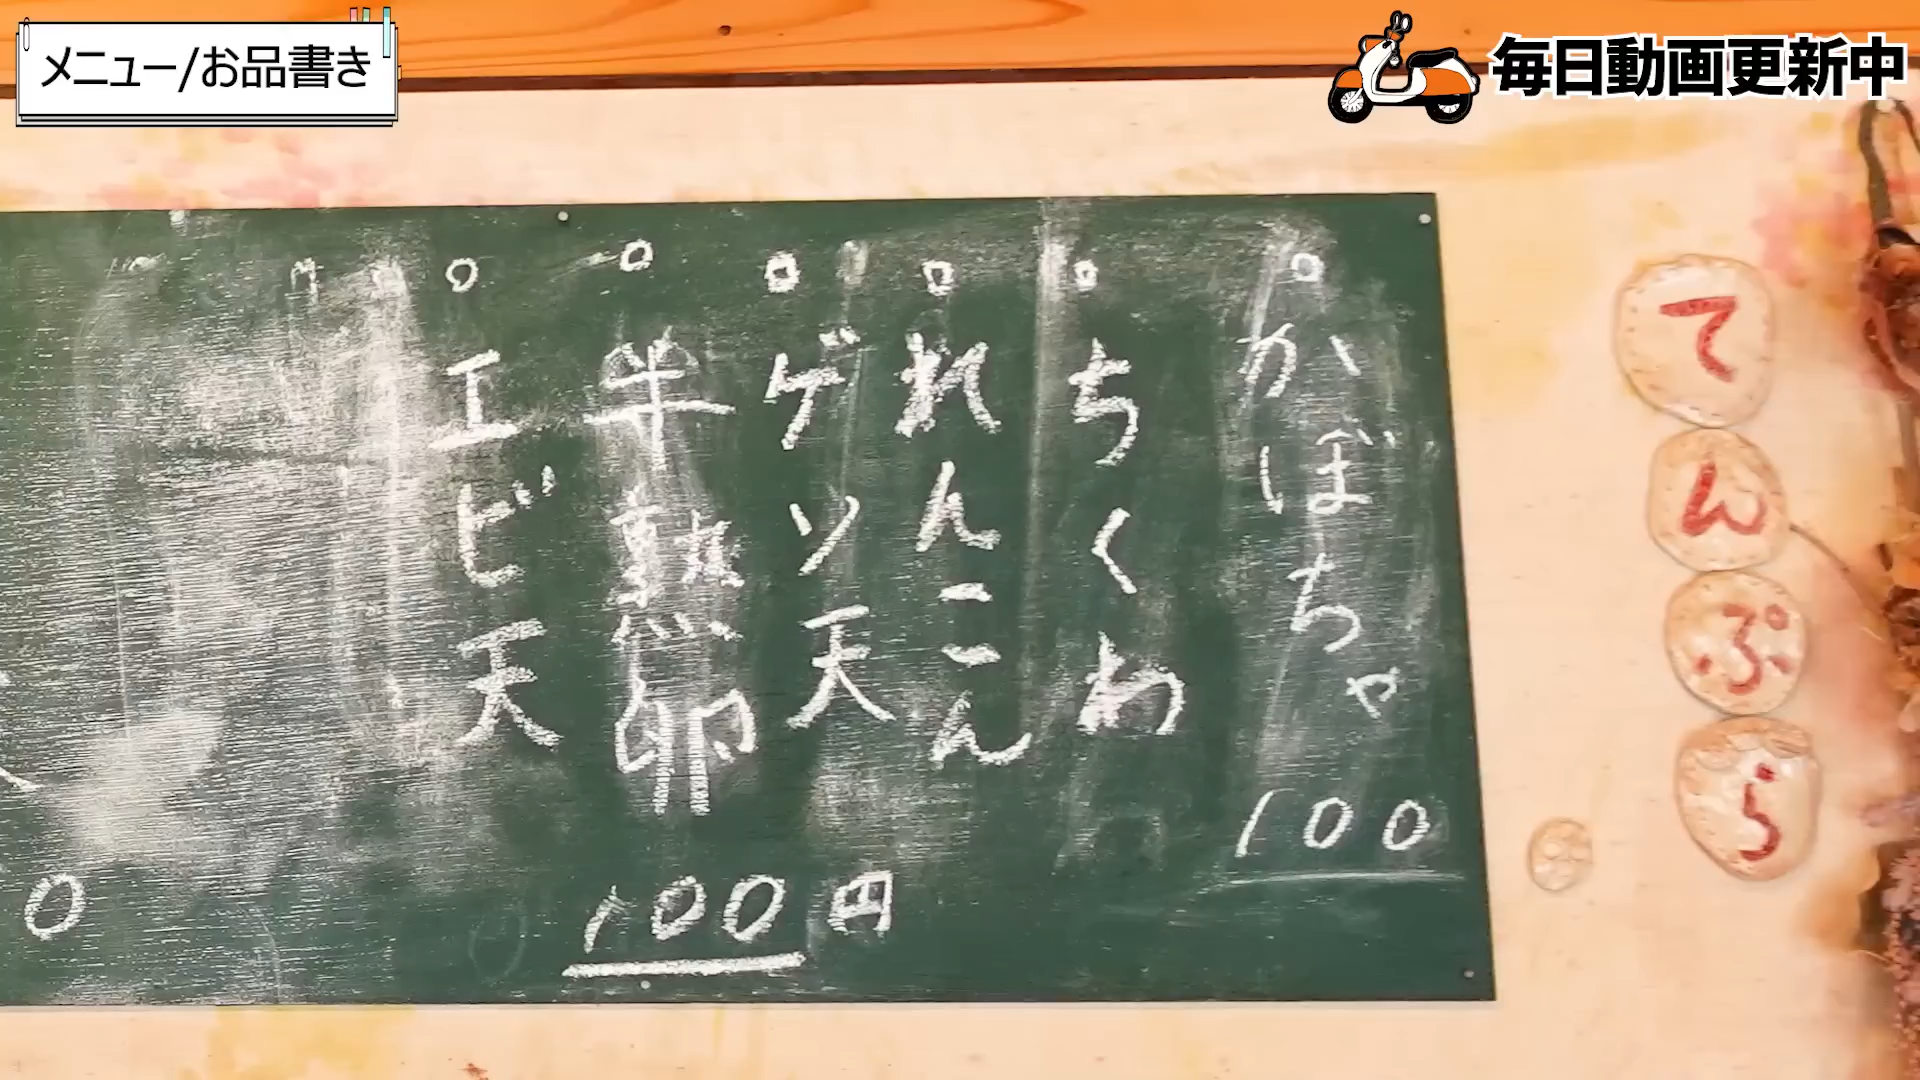 メニュー/お品書き
毎日動画更新中
てんぷら
かぼちゃ
100
ちくわ
れんこん
ゲソ天
半熟卵
エビ天
100円
0